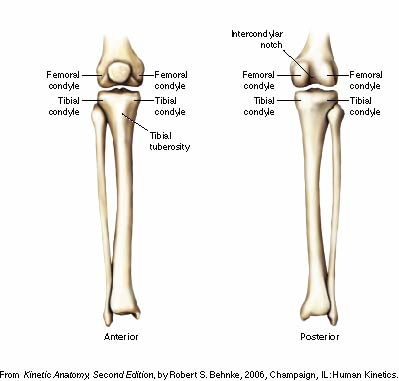 Intercondylar
notch
Femoral
condyle
Femoral
condyle
Tibial
condyle
Tibial
condyle
Tibial
tuberosity
Femoral
condyle
Femoral
condyle
Tibial
condyle
Tibial
condyle
Anterior
Posterior
From Kinetic Anatomy, Second Edition, by Robert S. Behnke, 2006, Champaign, IL: Human Kinetics.